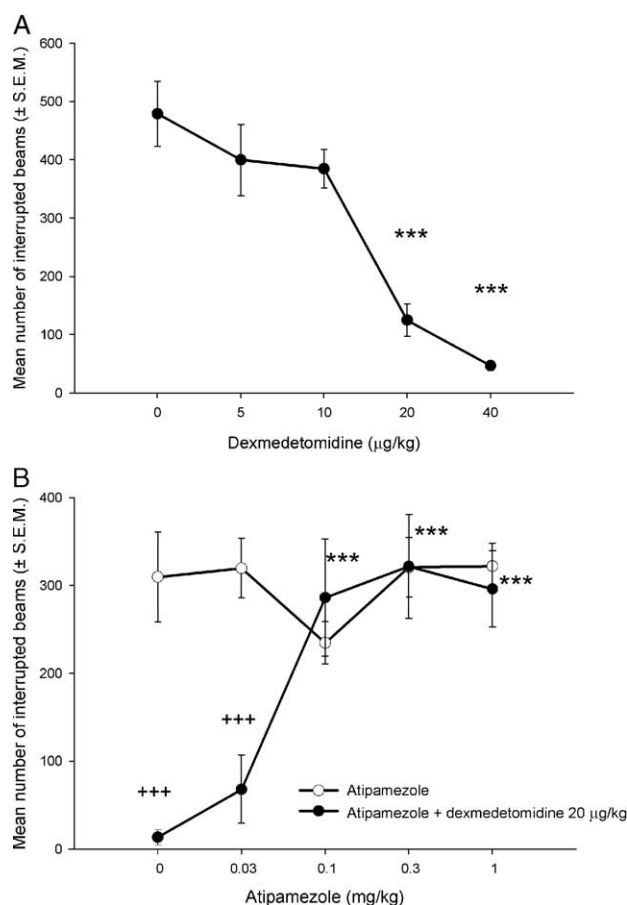 A
Mean number of interrupted beams (± S.E.M.)
600
500
400
300
200
100
0
***
***
0 5 10 20 40
Dexmedetomidine (μg/kg)
B
Mean number of interrupted beams (± S.E.M.)
400
300
200
100
0
***
***
***
+++
+++
Atipamezole
Atipamezole + dexmedetomidine 20 μg/kg
0 0.03 0.1 0.3 1
Atipamezole (mg/kg)